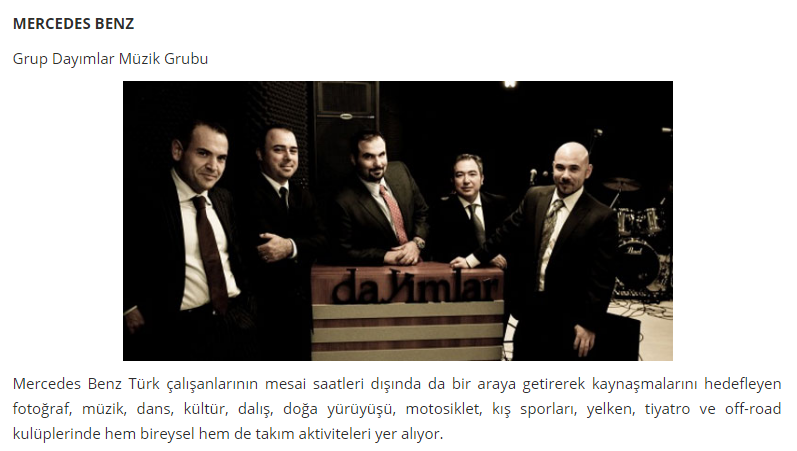 MERCEDES BENZ
Grup Dayımlar Müzik Grubu
dayımlar
Pearl
Mercedes Benz Türk çalışanlarının mesai saatleri dışında da bir araya getirerek kaynaşmalarını hedefleyen
fotoğraf, müzik, dans, kültür, dalış, doğa yürüyüşü, motosiklet, kış sporları, yelken, tiyatro ve off-road
kulüplerinde hem bireysel hem de takım aktiviteleri yer alıyor.